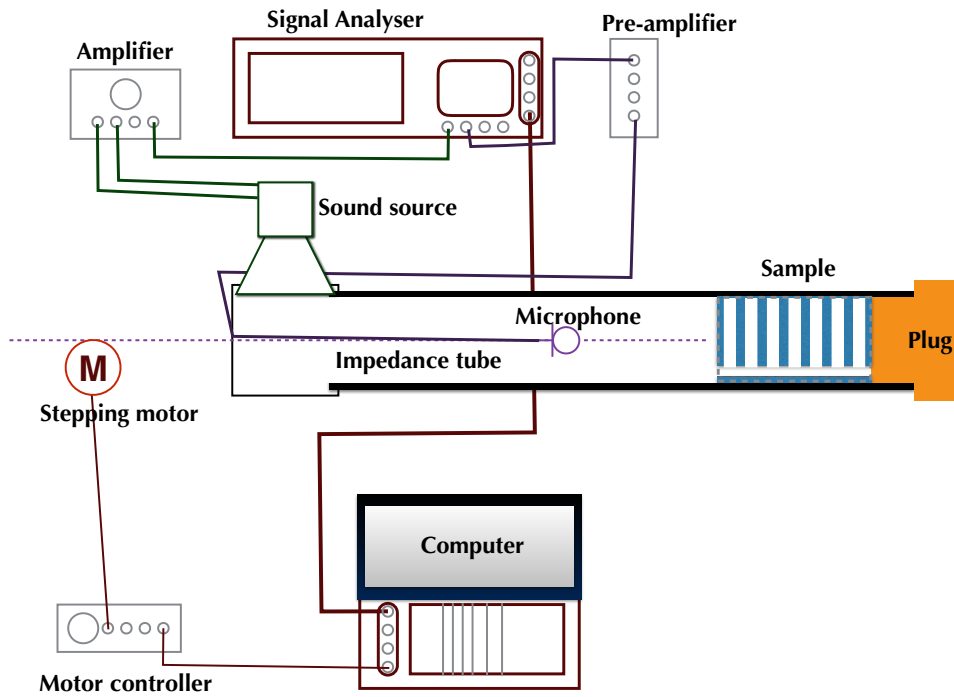 Signal Analyser
Pre-amplifier
Amplifier
Sound source
Sample
Microphone
Plug
Impedance tube
M
Stepping motor
Computer
Motor controller